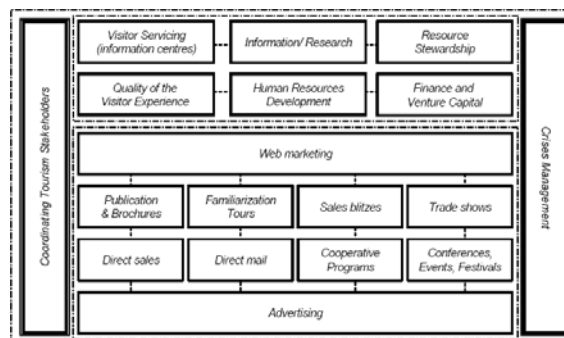 Coordinating Tourism Stakeholders
Visitor Servicing
(information centres)
Information/ Research
Resource
Stewardship
Quality of the
Visitor Experience
Human Resources
Development
Finance and
Venture Capital
Web marketing
Publication
& Brochures
Familiarization
Tours
Sales blitzes
Trade shows
Direct sales
Direct mail
Cooperative
Programs
Conferences,
Events, Festivals
Advertising
Crises Management